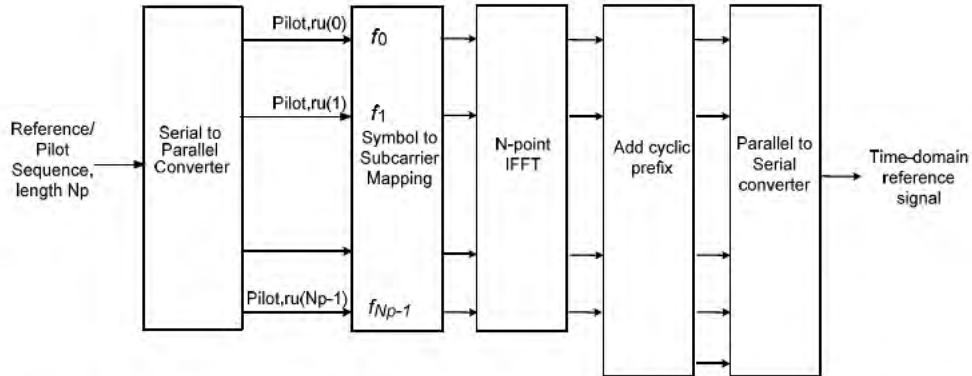 Reference/
Pilot
Sequence,
length Np
Serial to
Parallel
Converter
Pilot,ru(0)
Pilot,ru(1)
Pilot,ru(Np-1)
f0
f1
Symbol to
Subcarrier
Mapping
fNp-1
N-point
IFFT
Add cyclic
prefix
Parallel to
Serial
converter
Time-domain
reference
signal